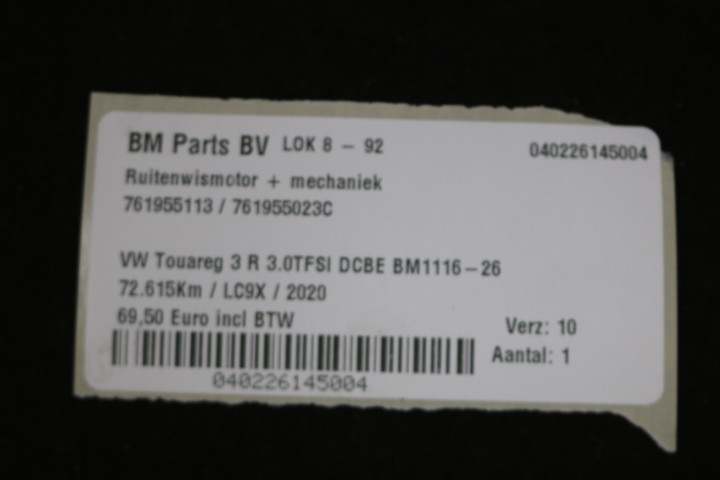 BM Parts BV LOK 8 - 92 040226145004
Ruitenwismotor + mechaniek
761955113 / 761955023C
VW Touareg 3 R 3.0TFSI DCBE BM1116-26
72.615Km / LC9X / 2020
69,50 Euro incl BTW
Verz: 10
Aantal: 1
040226145004